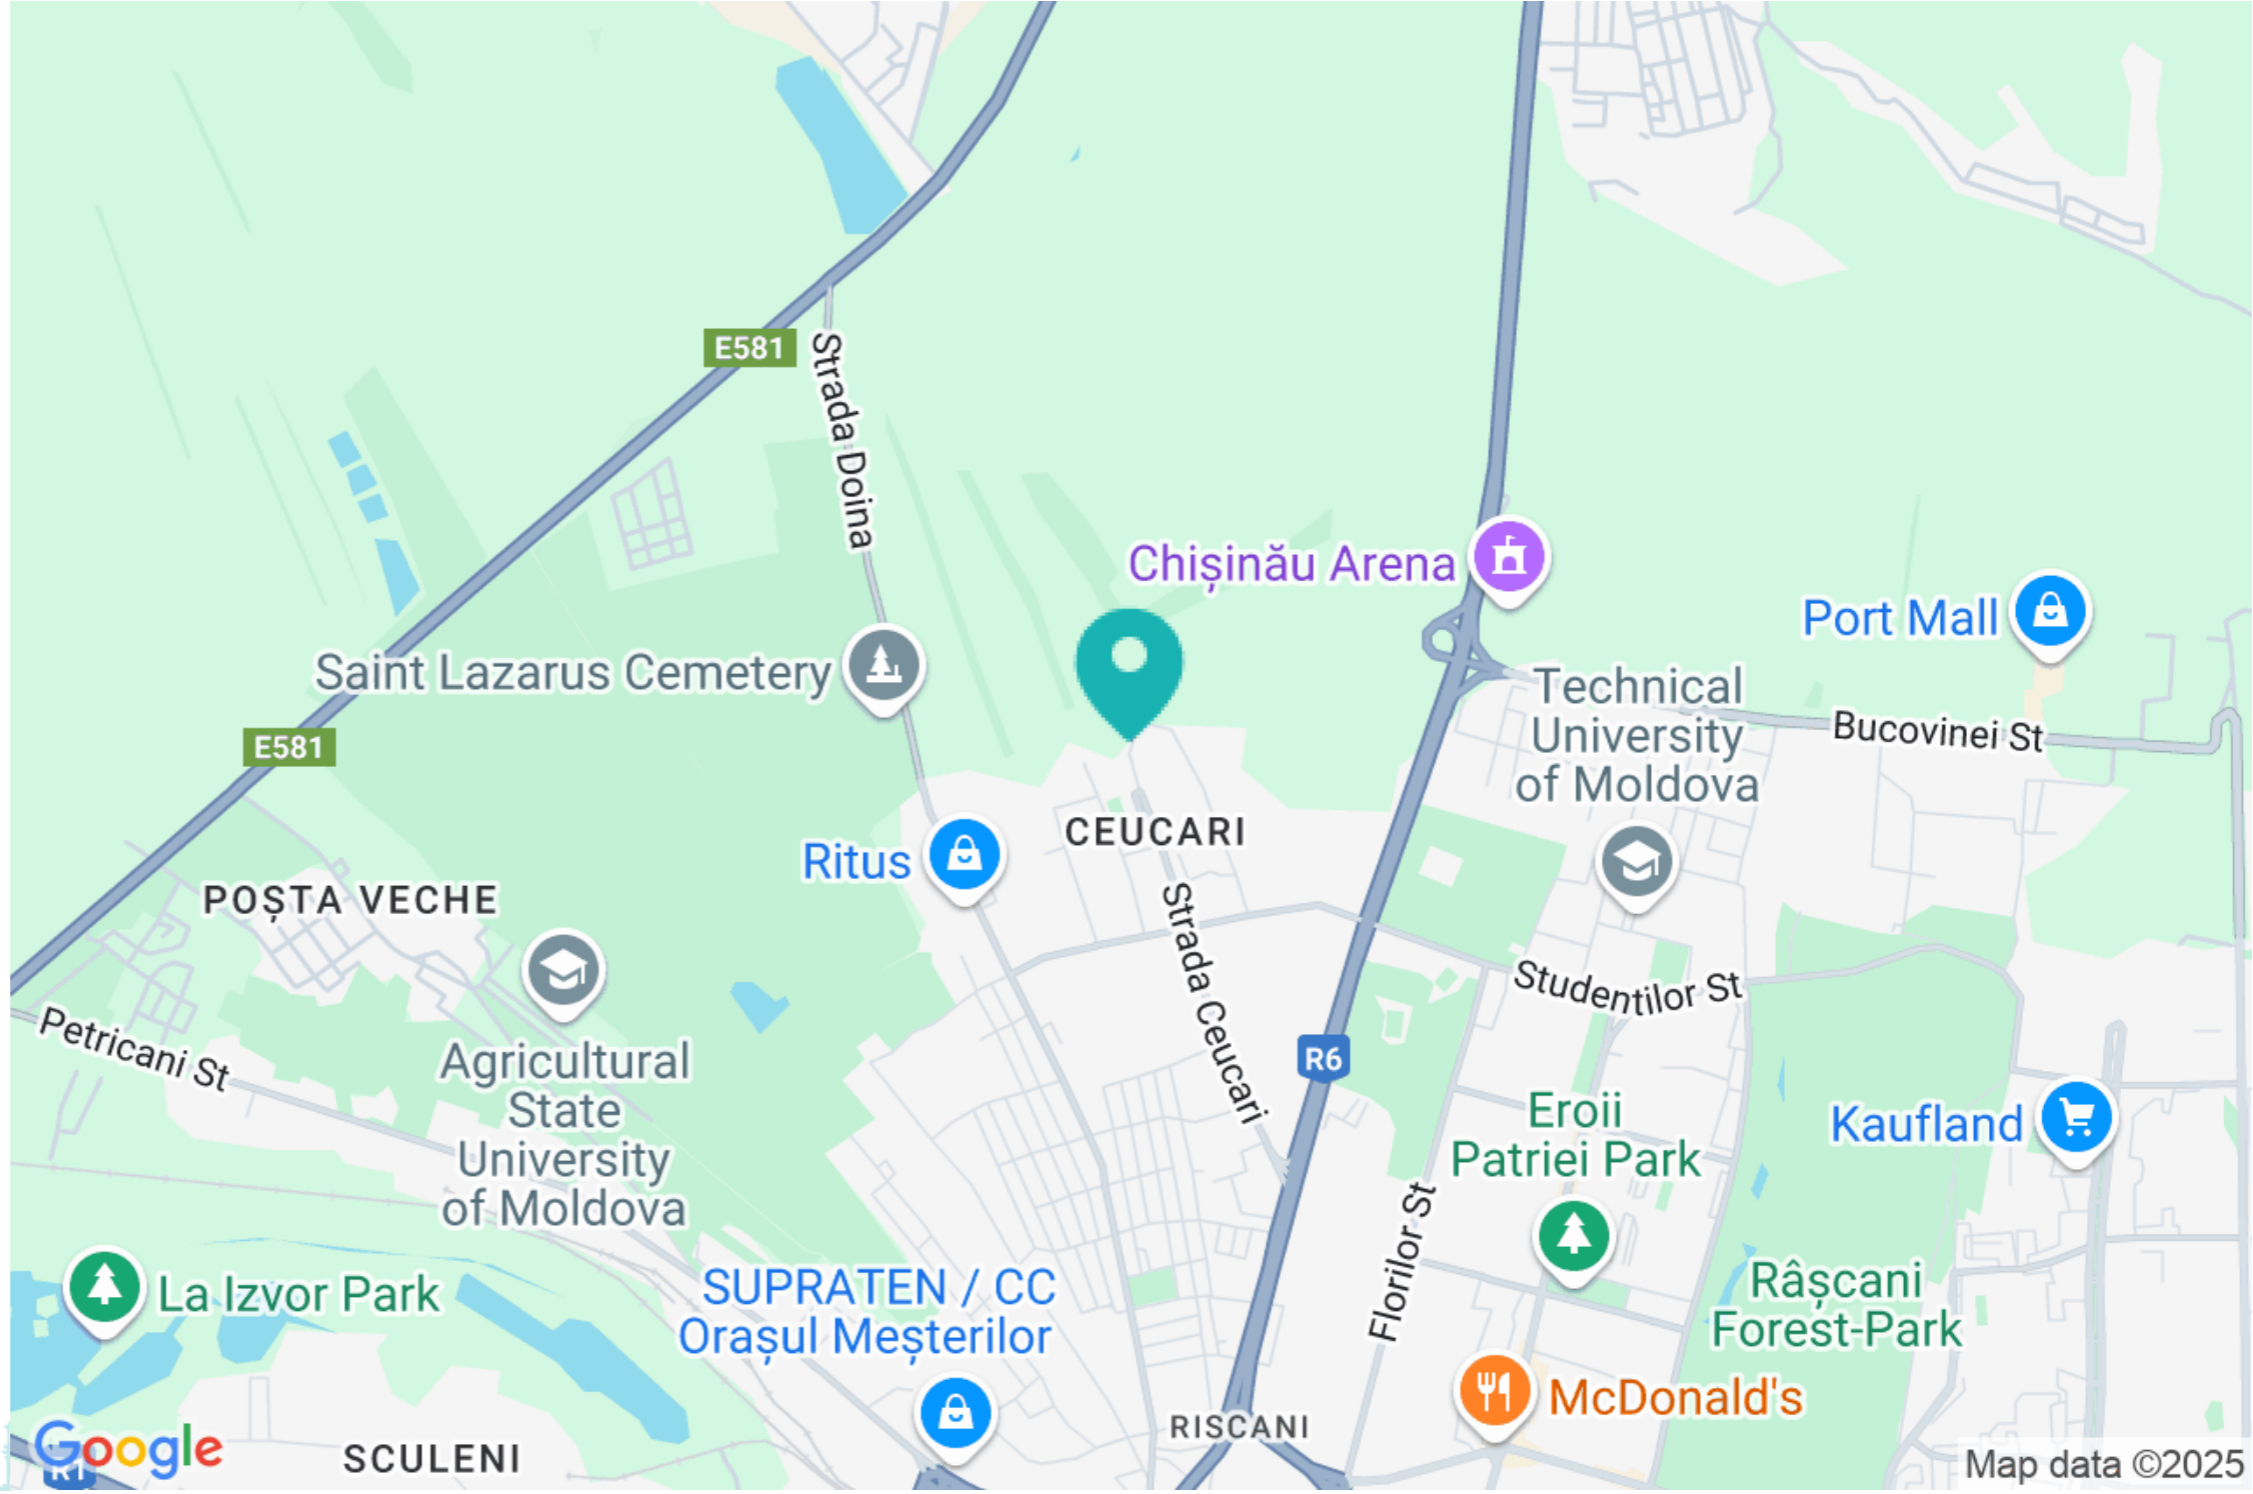 E581
Strada Doina
Chișinău Arena
Port Mall
Saint Lazarus Cemetery
Technical
University
of Moldova
Bucovinei St
E581
CEUCARI
Ritus
POȘTA VECHE
Strada Ceucari
Studentilor St
Petricani St
Agricultural
State
University
of Moldova
R6
Eroii
Patriei Park
Kaufland
Florilor St
La Izvor Park
SUPRATEN / CC
Orașul Meșterilor
Râșcani
Forest-Park
McDonald's
RISCANI
Google
R1
SCULENI
Map data ©2025